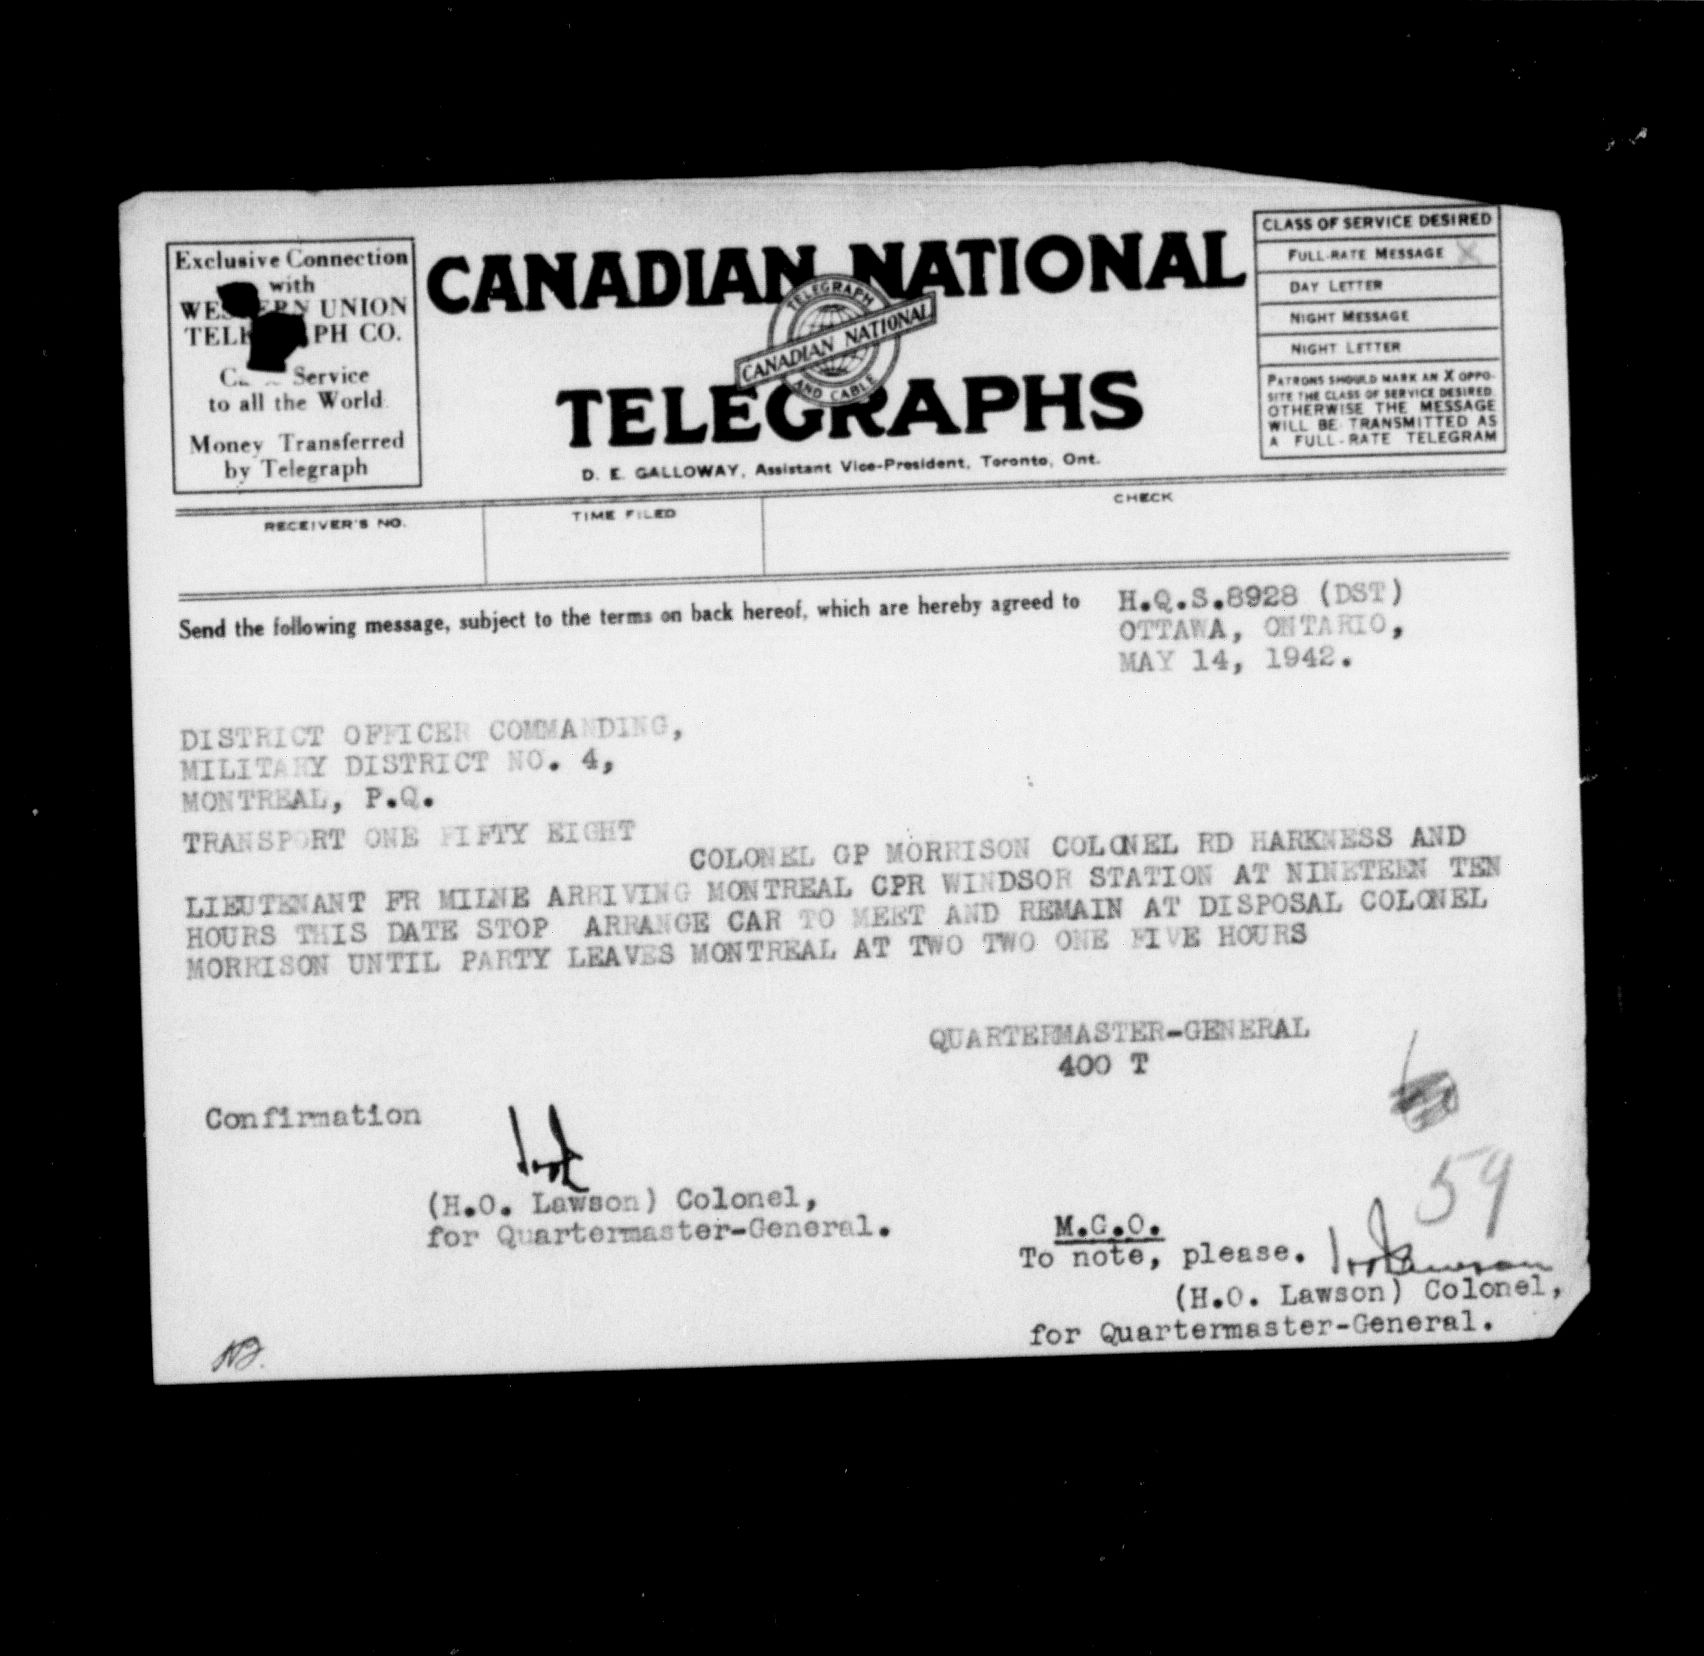 Exclusive Connection
with
UNION
CO.
Service
to all the World.
Money Transferred
by Telegraph
CANADIAN NATIONAL
TELEGRAPH
CANADIAN NATIONAL
AND CABLE
TELEGRAPHS
D. E. GALLOWAY, Assistant Vice-President, Toronto, Ont.
CLASS OF SERVICE DESIRED
FULL-RATE MESSAGE X
DAY LETTER
NIGHT MESSAGE
NIGHT LETTER
PATRONS SHOULD MARK AN X OPPO-
SITE THE CLASS OF SERVICE DESIRED.
OTHERWISE THE MESSAGE
WILL BE TRANSMITTED AS
A FULL-RATE TELEGRAM
RECEIVER'S NO.
TIME FILED
CHECK
Send the following message, subject to the terms on back hereof, which are hereby agreed to
H.Q.S.8928 (DST)
OTTAWA, ONTARIO,
MAY 14, 1942.
DISTRICT OFFICER COMMANDING,
MILITARY DISTRICT NO. 4,
MONTREAL, P.Q.
TRANSPORT ONE FIFTY EIGHT
COLONEL GP MORRISON COLONEL RD HARKNESS AND
LIEUTENANT FR MILNE ARRIVING MONTREAL CPR WINDSOR STATION AT NINETEEN TEN
HOURS THIS DATE STOP ARRANGE CAR TO MEET AND REMAIN AT DISPOSAL COLONEL
MORRISON UNTIL PARTY LEAVES MONTREAL AT TWO TWO ONE FIVE HOURS
QUARTERMASTER-GENERAL
400 T
Confirmation
(H.O. Lawson) Colonel,
for Quartermaster-General.
59
M.G.O.
To note, please.
(H.O. Lawson) Colonel,
for Quartermaster-General.